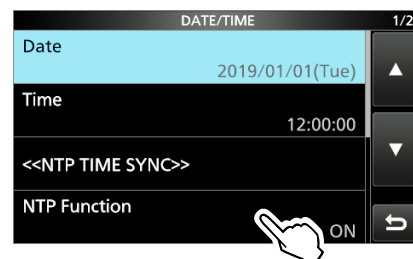 DATE/TIME 1/2
Date
2019/01/01(Tue)
Time
12:00:00
<<NTP TIME SYNC>>
NTP Function
ON